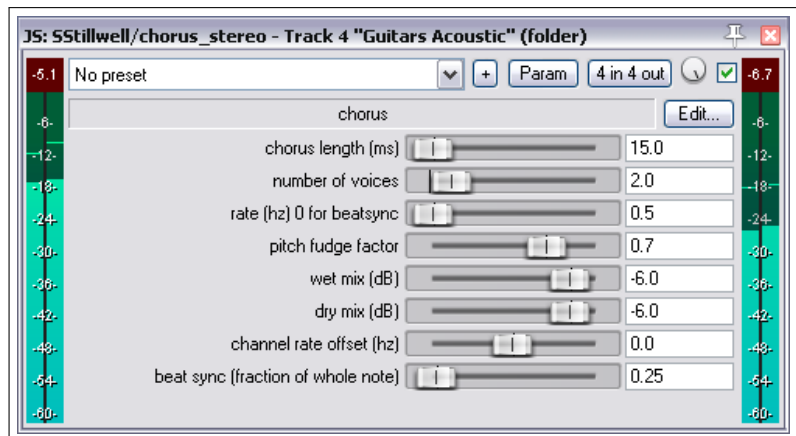 JS: SStillwell/chorus_stereo - Track 4 "Guitars Acoustic" (folder)
-5.1 No preset + Param 4 in 4 out -6.7
chorus Edit...
chorus length (ms) 15.0
number of voices 2.0
rate (hz) 0 for beatsync 0.5
pitch fudge factor 0.7
wet mix (dB) -6.0
dry mix (dB) -6.0
channel rate offset (hz) 0.0
beat sync (fraction of whole note) 0.25
-6- -6-
-12- -12-
-18- -18-
-24- -24-
-30- -30-
-36- -36-
-42- -42-
-48- -48-
-54- -54-
-60- -60-